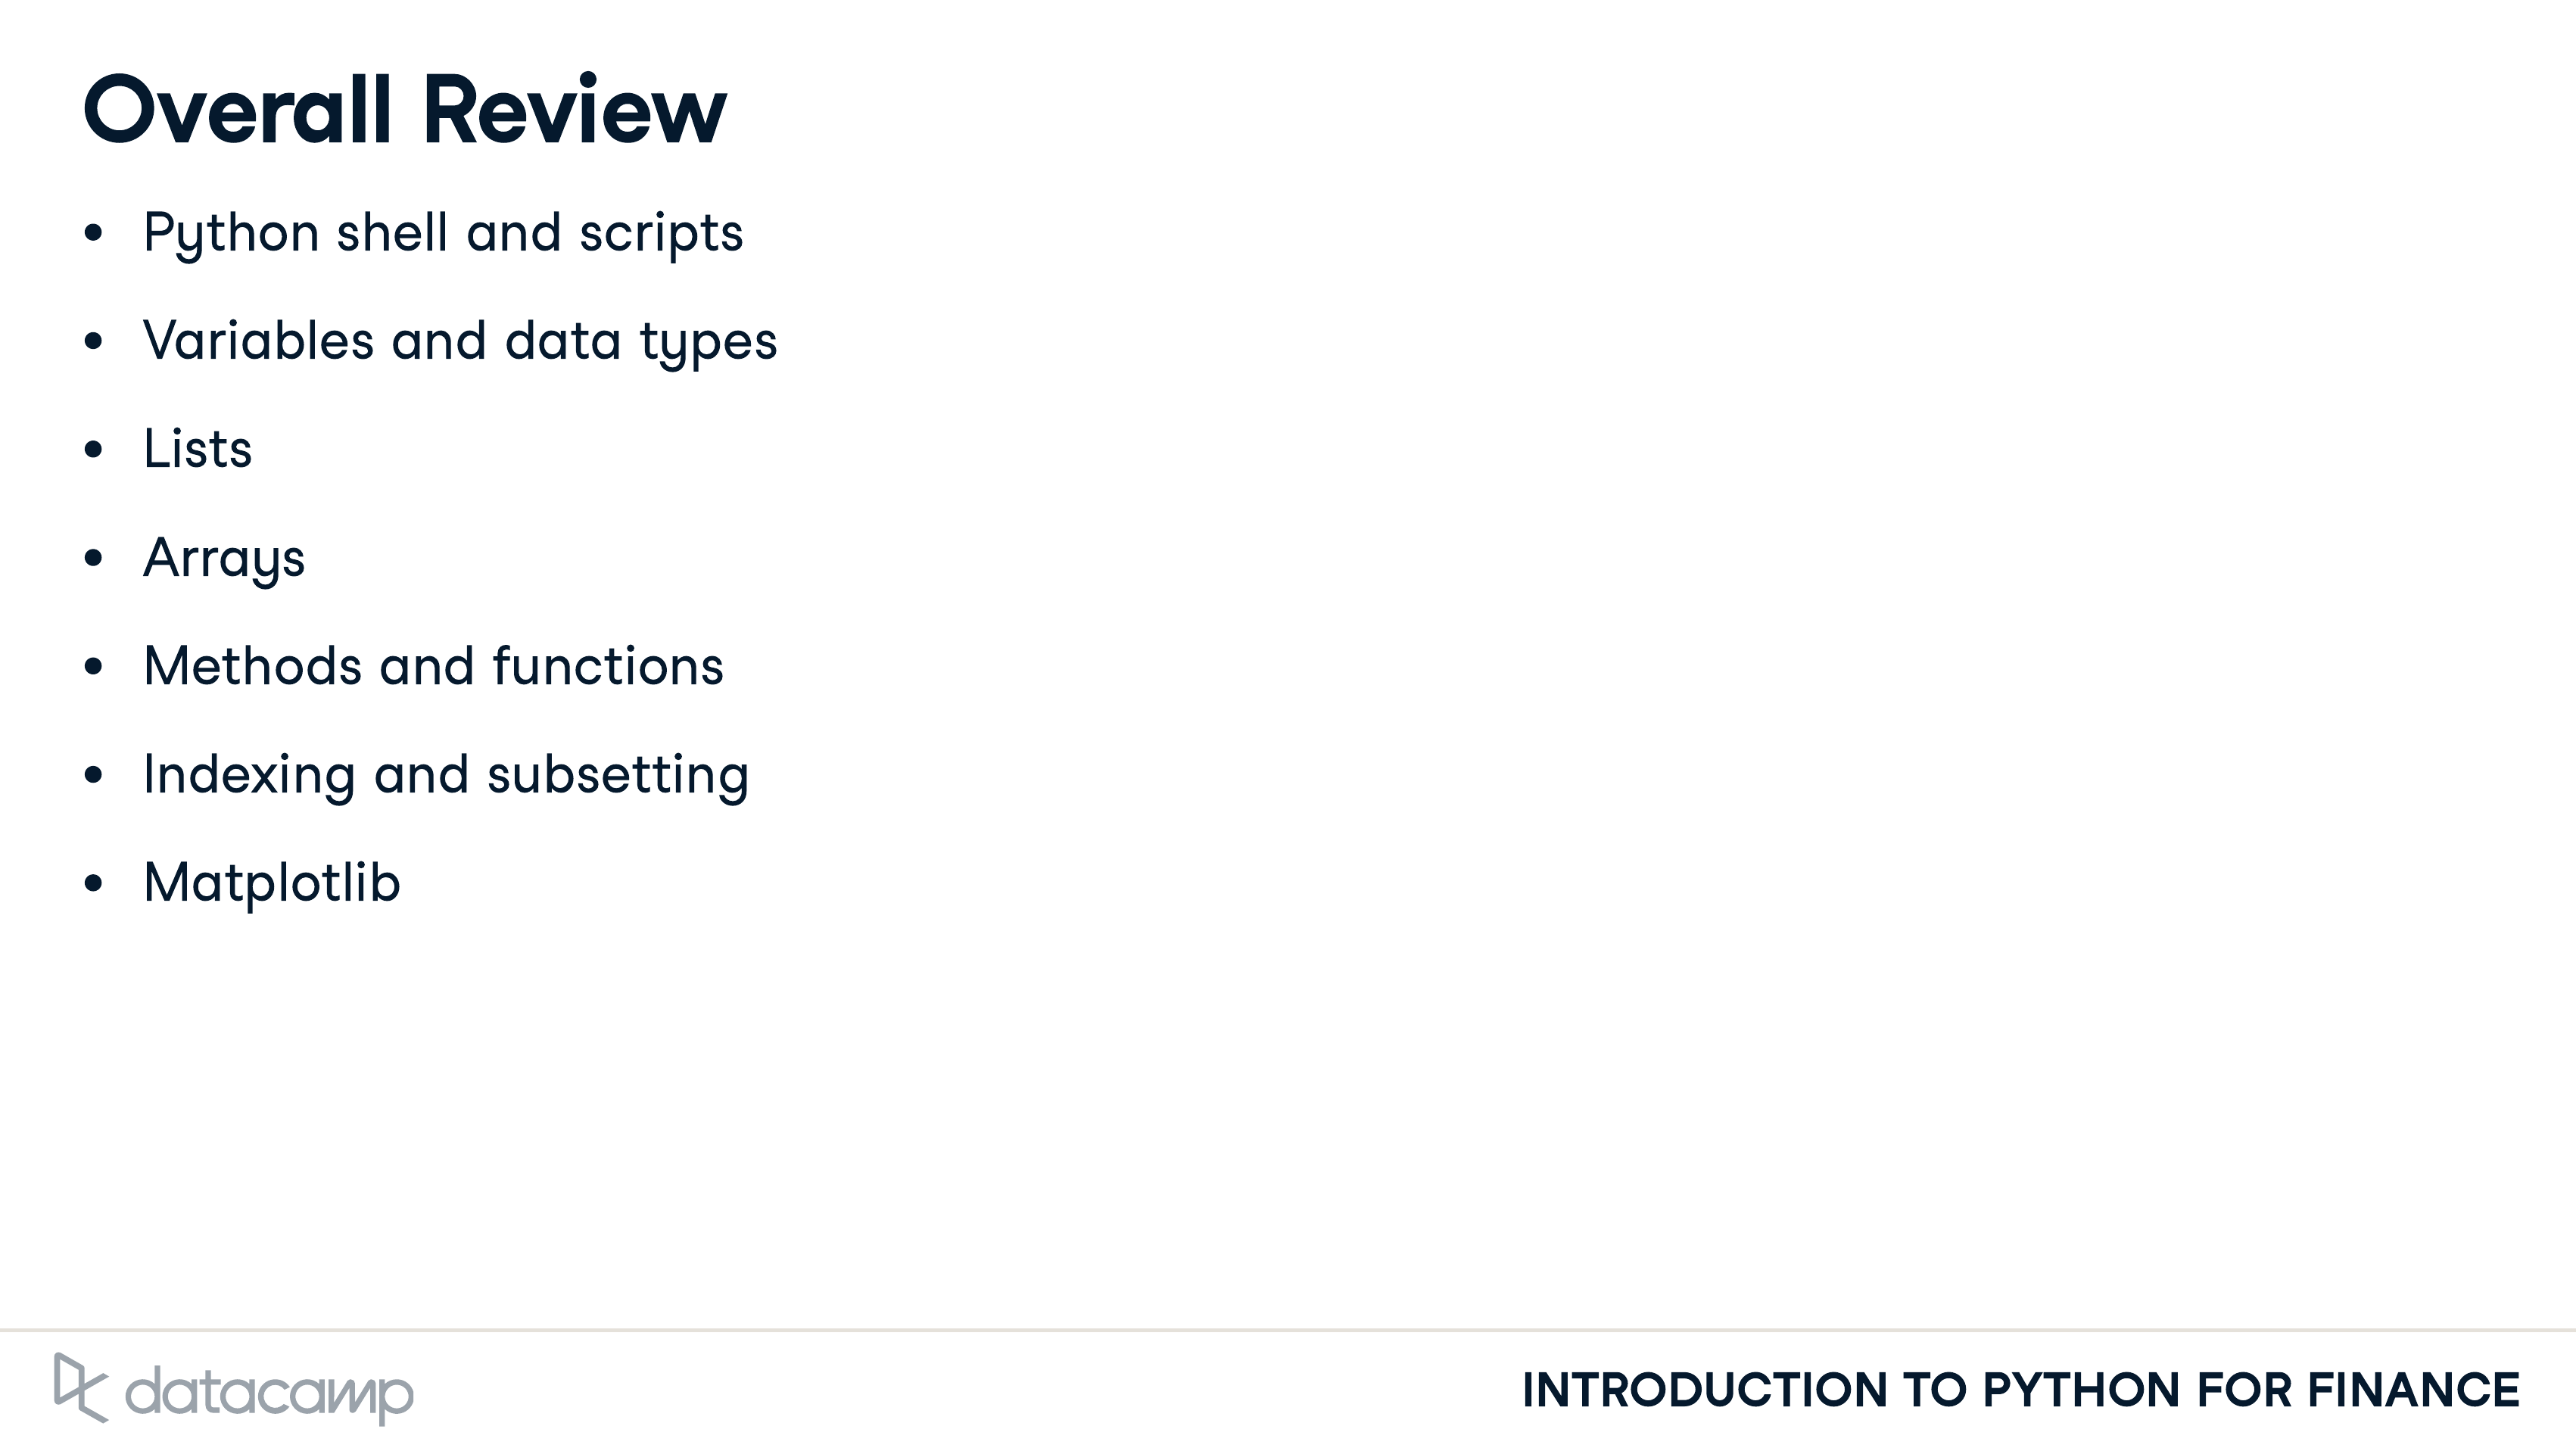 Overall Review
• Python shell and scripts
• Variables and data types
• Lists
• Arrays
• Methods and functions
• Indexing and subsetting
• Matplotlib
datacamp
INTRODUCTION TO PYTHON FOR FINANCE